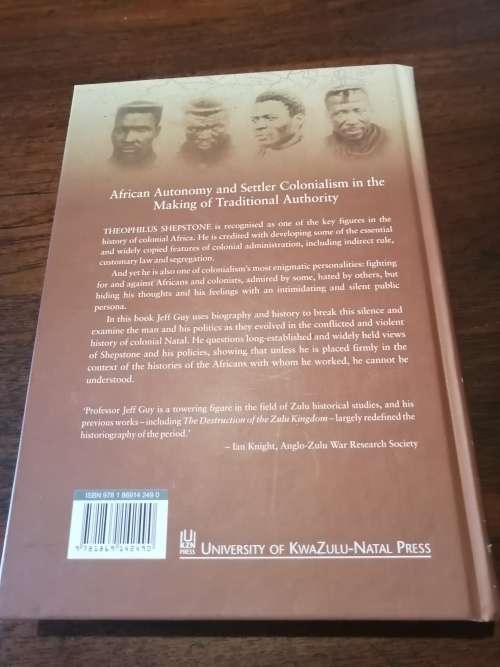 African Autonomy and Settler Colonialism in the
Making of Traditional Authority
THEOPHILUS SHEPSTONE is recognised as one of the key figures in the
history of colonial Africa. He is credited with developing some of the essential
and widely copied features of colonial administration, including indirect rule,
customary law and segregation.
And yet he is also one of colonialism's most enigmatic personalities: fighting
for and against Africans and colonists, admired by some, hated by others, but
hiding his thoughts and his feelings with an intimidating and silent public
persona.
In this book Jeff Guy uses biography and history to break this silence and
examine the man and his politics as they evolved in the conflicted and violent
history of colonial Natal. He questions long-established and widely held views
of Shepstone and his policies, showing that unless he is placed firmly in the
context of the histories of the Africans with whom he worked, he cannot be
understood.
'Professor Jeff Guy is a towering figure in the field of Zulu historical studies, and his
previous works – including The Destruction of the Zulu Kingdom – largely redefined the
historiography of the period.'
– Ian Knight, Anglo-Zulu War Research Society
ISBN 978 1 86914 249 0
9 781869 142490
U
KZN
PRESS
UNIVERSITY OF KWAZULU-NATAL PRESS